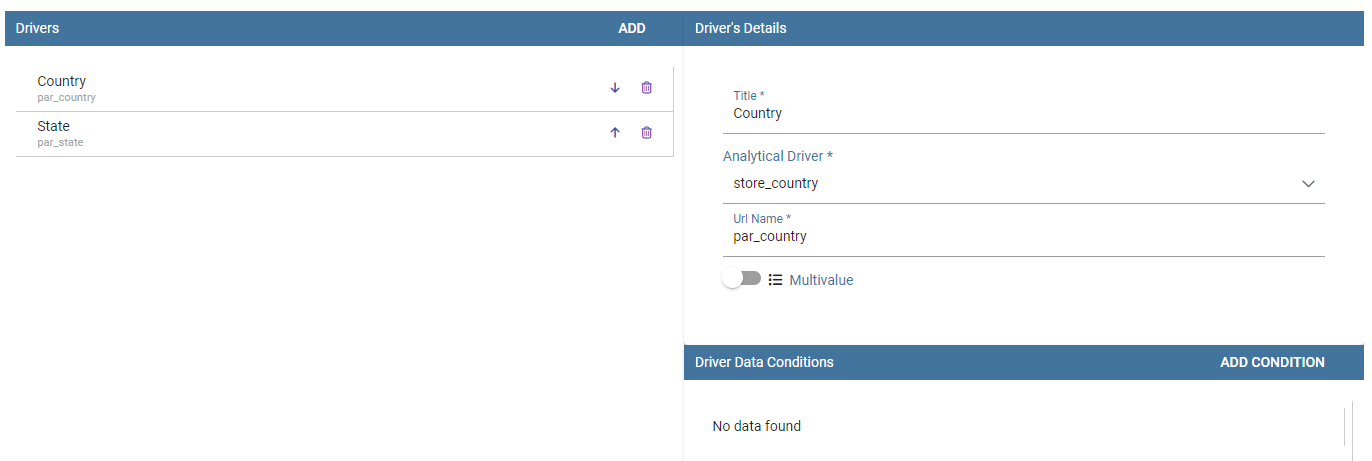 Drivers
ADD
Country
par_country
State
par_state
Driver's Details
Title *
Country
Analytical Driver *
store_country
Url Name *
par_country
Multivalue
Driver Data Conditions
ADD CONDITION
No data found